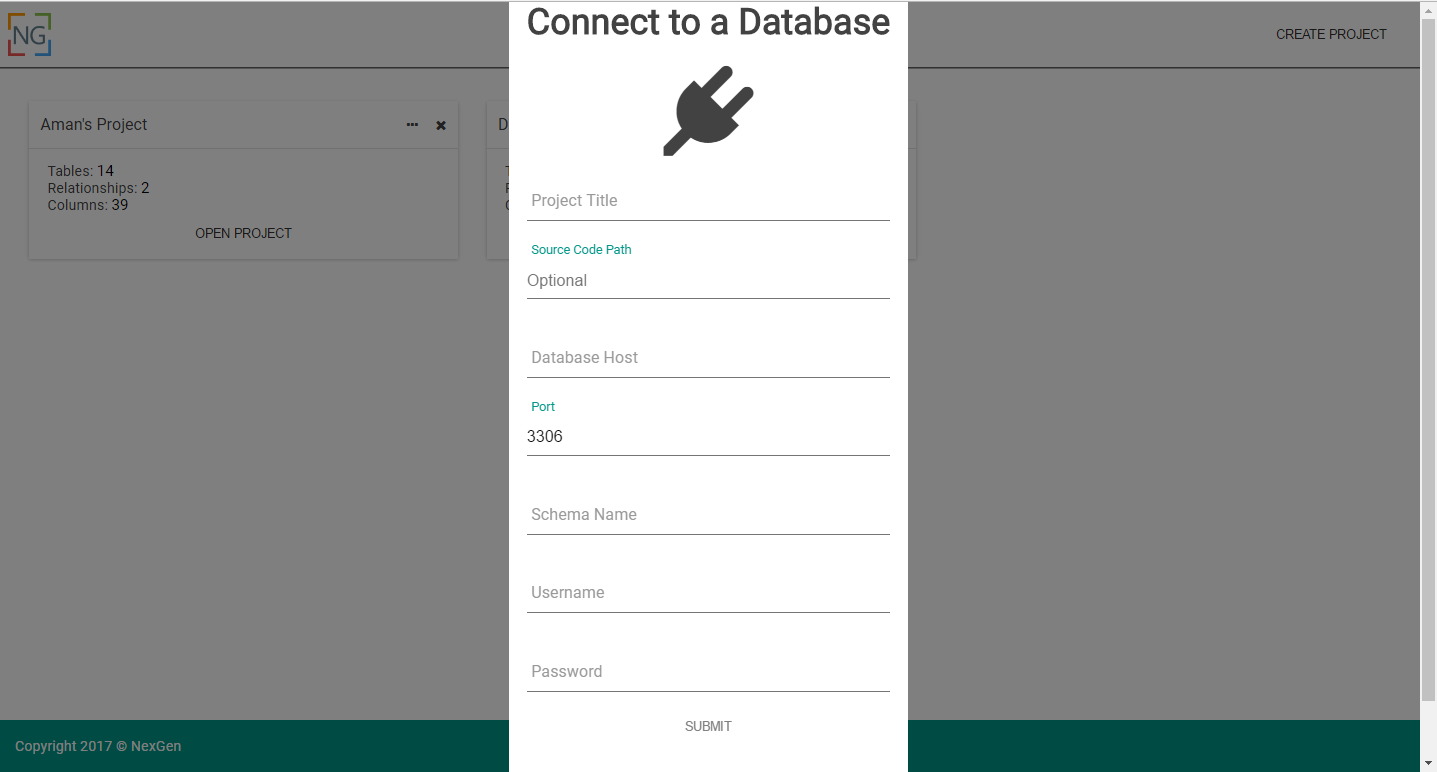 Connect to a Database
NG
CREATE PROJECT
Aman's Project
Tables: 14
Relationships: 2
Columns: 39
OPEN PROJECT
D
Project Title
Source Code Path
Optional
Database Host
Port
3306
Schema Name
Username
Password
SUBMIT
Copyright 2017 © NexGen